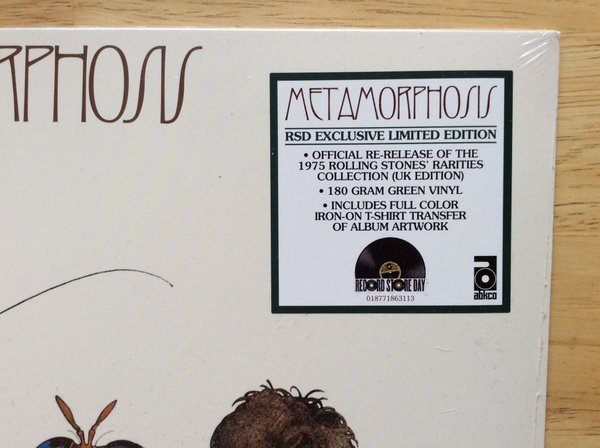 RPHOSIS
METAMORPHOSIS
RSD EXCLUSIVE LIMITED EDITION
• OFFICIAL RE-RELEASE OF THE
1975 ROLLING STONES' RARITIES
COLLECTION (UK EDITION)
• 180 GRAM GREEN VINYL
• INCLUDES FULL COLOR
IRON-ON T-SHIRT TRANSFER
OF ALBUM ARTWORK
RECORD STORE DAY
018771863113
abkco